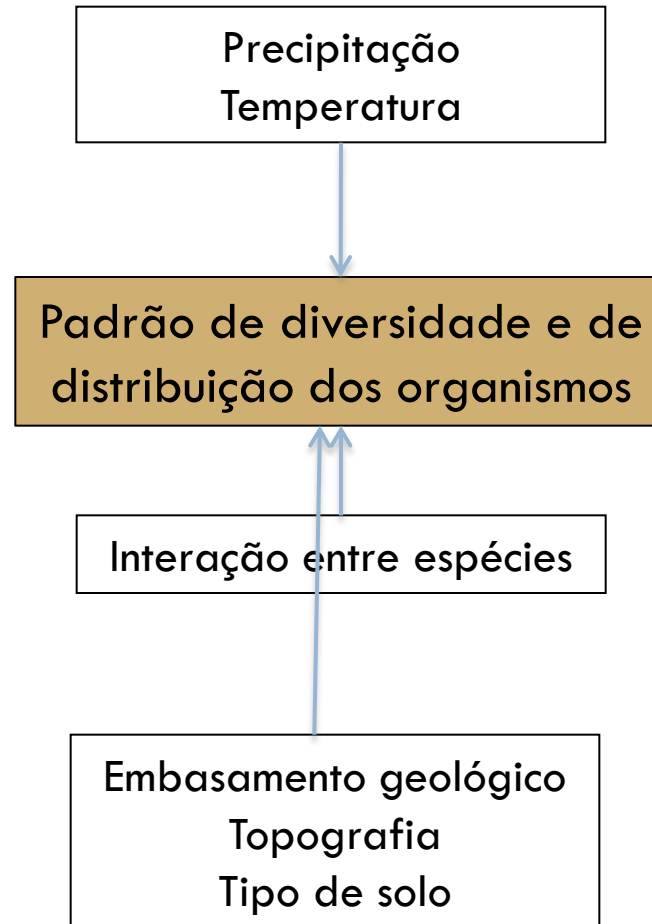 Precipitação
Temperatura
Padrão de diversidade e de
distribuição dos organismos
Interação entre espécies
Embasamento geológico
Topografia
Tipo de solo